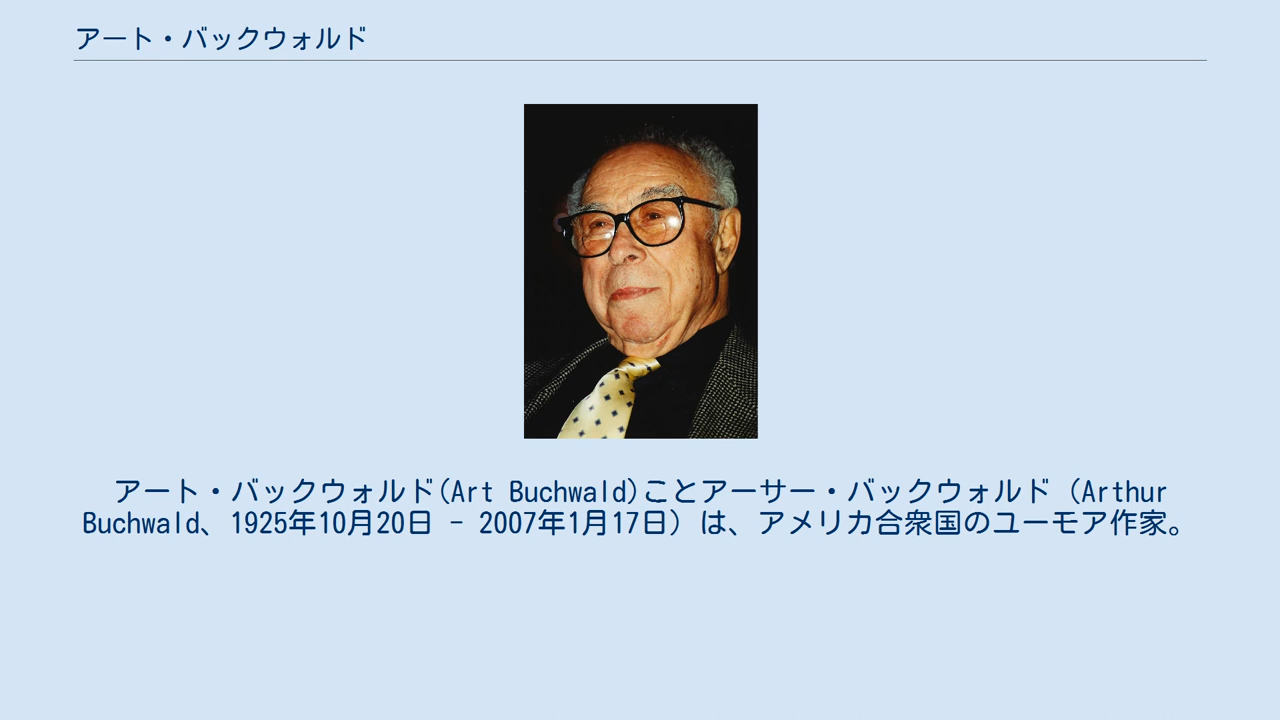 アート・バックウォルド
アート・バックウォルド(Art Buchwald)ことアーサー・バックウォルド（Arthur
Buchwald、1925年10月20日 - 2007年1月17日）は、アメリカ合衆国のユーモア作家。